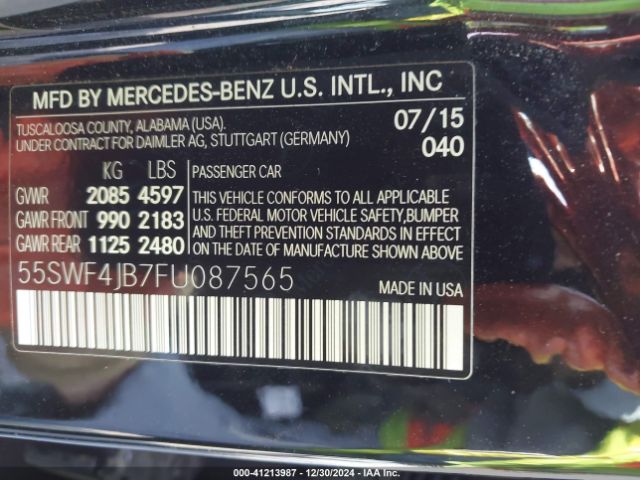 MFD BY MERCEDES-BENZ U.S. INTL., INC
TUSCALOOSA COUNTY, ALABAMA (USA).
UNDER CONTRACT FOR DAIMLER AG, STUTTGART (GERMANY)
07/15
040
KG LBS
GVWR 2085 4597
GAWR FRONT 990 2183
GAWR REAR 1125 2480
PASSENGER CAR
THIS VEHICLE CONFORMS TO ALL APPLICABLE
U.S. FEDERAL MOTOR VEHICLE SAFETY,BUMPER
AND THEFT PREVENTION STANDARDS IN EFFECT
ON THE DATE OF MANUFACTURE SHOWN ABOVE
55SWF4JB7FU087565
MADE IN USA
000-41213987 - 12/30/2024 - IAA Inc.